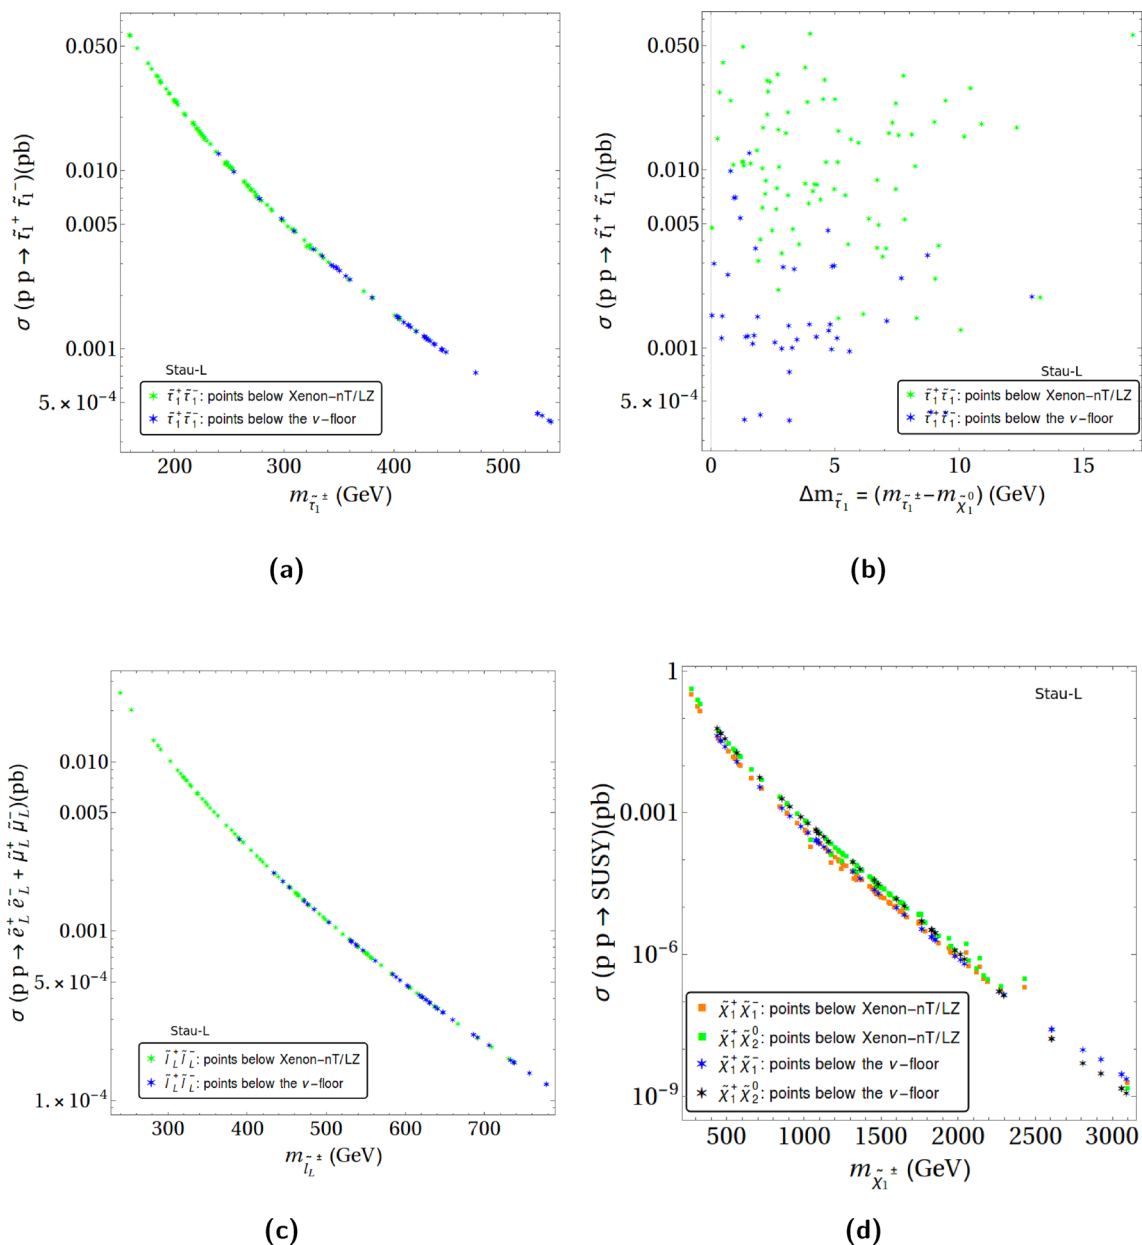 σ (p p → τ̃₁⁺ τ̃₁⁻)(pb)
0.050
0.010
0.005
0.001
5.×10⁻⁴
Stau-L
τ̃₁⁺τ̃₁⁻: points below Xenon-nT/LZ
τ̃₁⁺τ̃₁⁻: points below the ν-floor
200 300 400 500
m_τ̃₁± (GeV)
(a)
σ (p p → τ̃₁⁺ τ̃₁⁻)(pb)
0.050
0.010
0.005
0.001
5.×10⁻⁴
Stau-L
τ̃₁⁺τ̃₁⁻: points below Xenon-nT/LZ
τ̃₁⁺τ̃₁⁻: points below the ν-floor
0 5 10 15
Δm_τ̃₁ = (m_τ̃₁± − m_χ̃₁⁰) (GeV)
(b)
σ (p p → ẽ_L⁺ ẽ_L⁻ + μ̃_L⁺ μ̃_L⁻)(pb)
0.010
0.005
0.001
5.×10⁻⁴
1.×10⁻⁴
Stau-L
l̃_L⁺ l̃_L⁻: points below Xenon-nT/LZ
l̃_L⁺ l̃_L⁻: points below the ν-floor
300 400 500 600 700
m_l̃_L± (GeV)
(c)
σ (p p → SUSY)(pb)
1
0.001
10⁻⁶
10⁻⁹
Stau-L
χ̃₁⁺ χ̃₁⁻: points below Xenon-nT/LZ
χ̃₁⁺ χ̃₂⁰: points below Xenon-nT/LZ
χ̃₁⁺ χ̃₁⁻: points below the ν-floor
χ̃₁⁺ χ̃₂⁰: points below the ν-floor
500 1000 1500 2000 2500 3000
m_χ̃₁± (GeV)
(d)